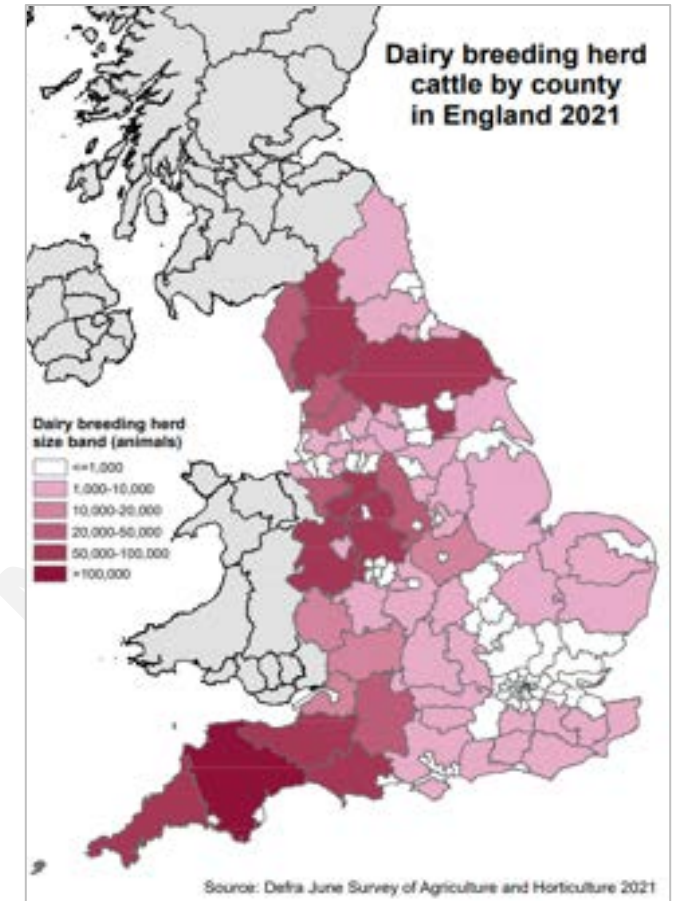 Dairy breeding herd
cattle by county
in England 2021
Dairy breeding herd
size band (animals)
<=1,000
1,000-10,000
10,000-20,000
20,000-50,000
50,000-100,000
>100,000
Source: Defra June Survey of Agriculture and Horticulture 2021